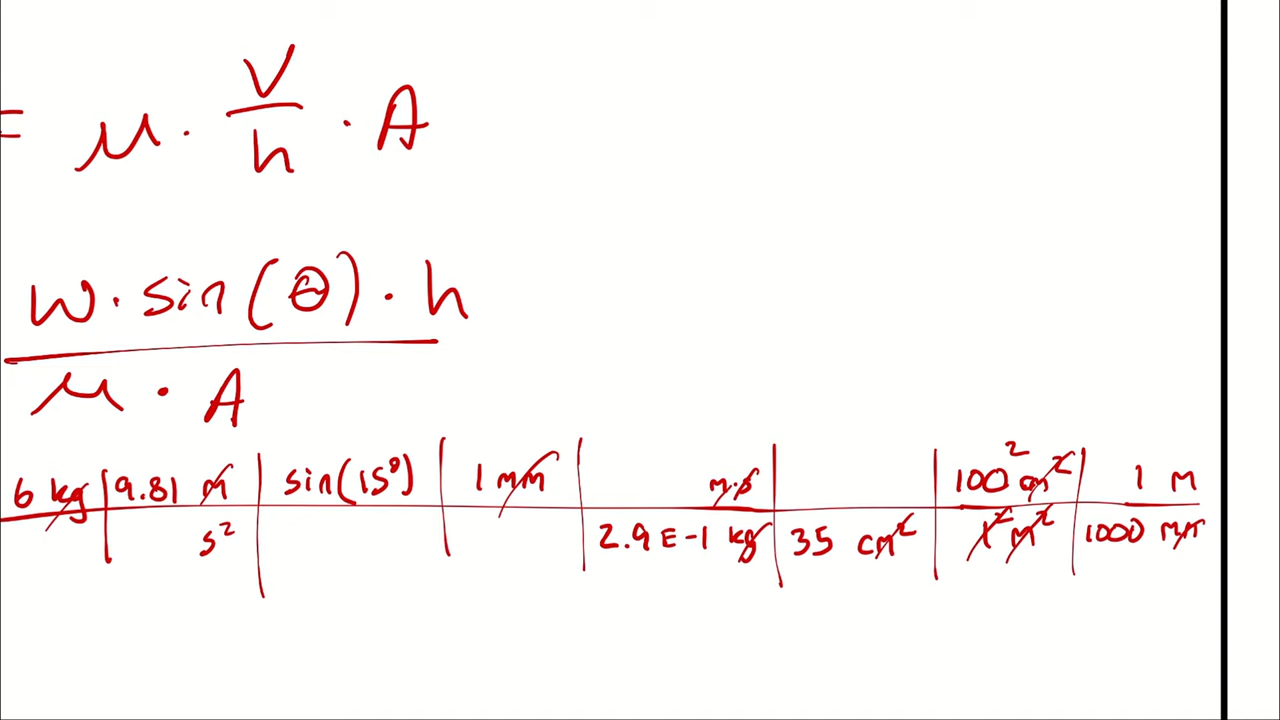 = μ · V/h · A
w · sin(θ) · h
μ · A
6 kg | 9.81 m | sin(15°) | 1 mm | m·s | | 100² cm² | 1 m
s² | | | 2.9 E-1 kg | 35 cm² | 1² m² | 1000 mm